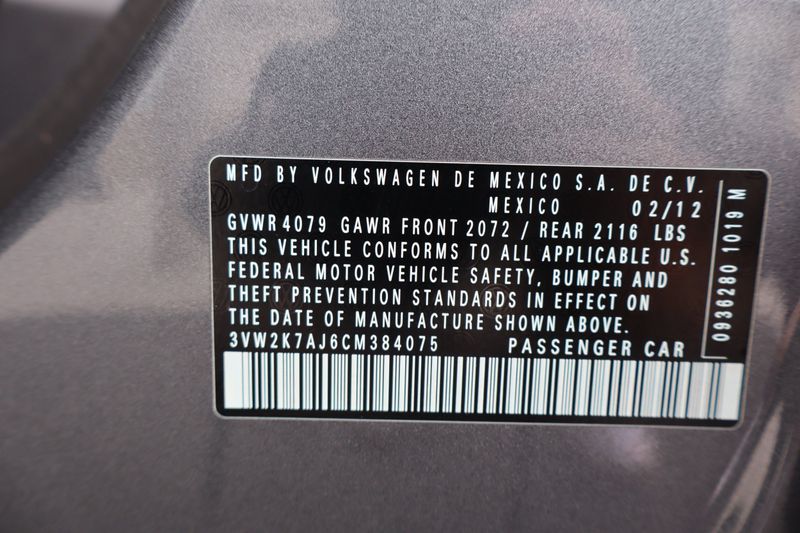 MFD BY VOLKSWAGEN DE MEXICO S.A. DE C.V.
MEXICO 02/12
GVWR 4079 GAWR FRONT 2072 / REAR 2116 LBS
THIS VEHICLE CONFORMS TO ALL APPLICABLE U.S.
FEDERAL MOTOR VEHICLE SAFETY, BUMPER AND
THEFT PREVENTION STANDARDS IN EFFECT ON
THE DATE OF MANUFACTURE SHOWN ABOVE.
3VW2K7AJ6CM384075 PASSENGER CAR
0936280 1019 M